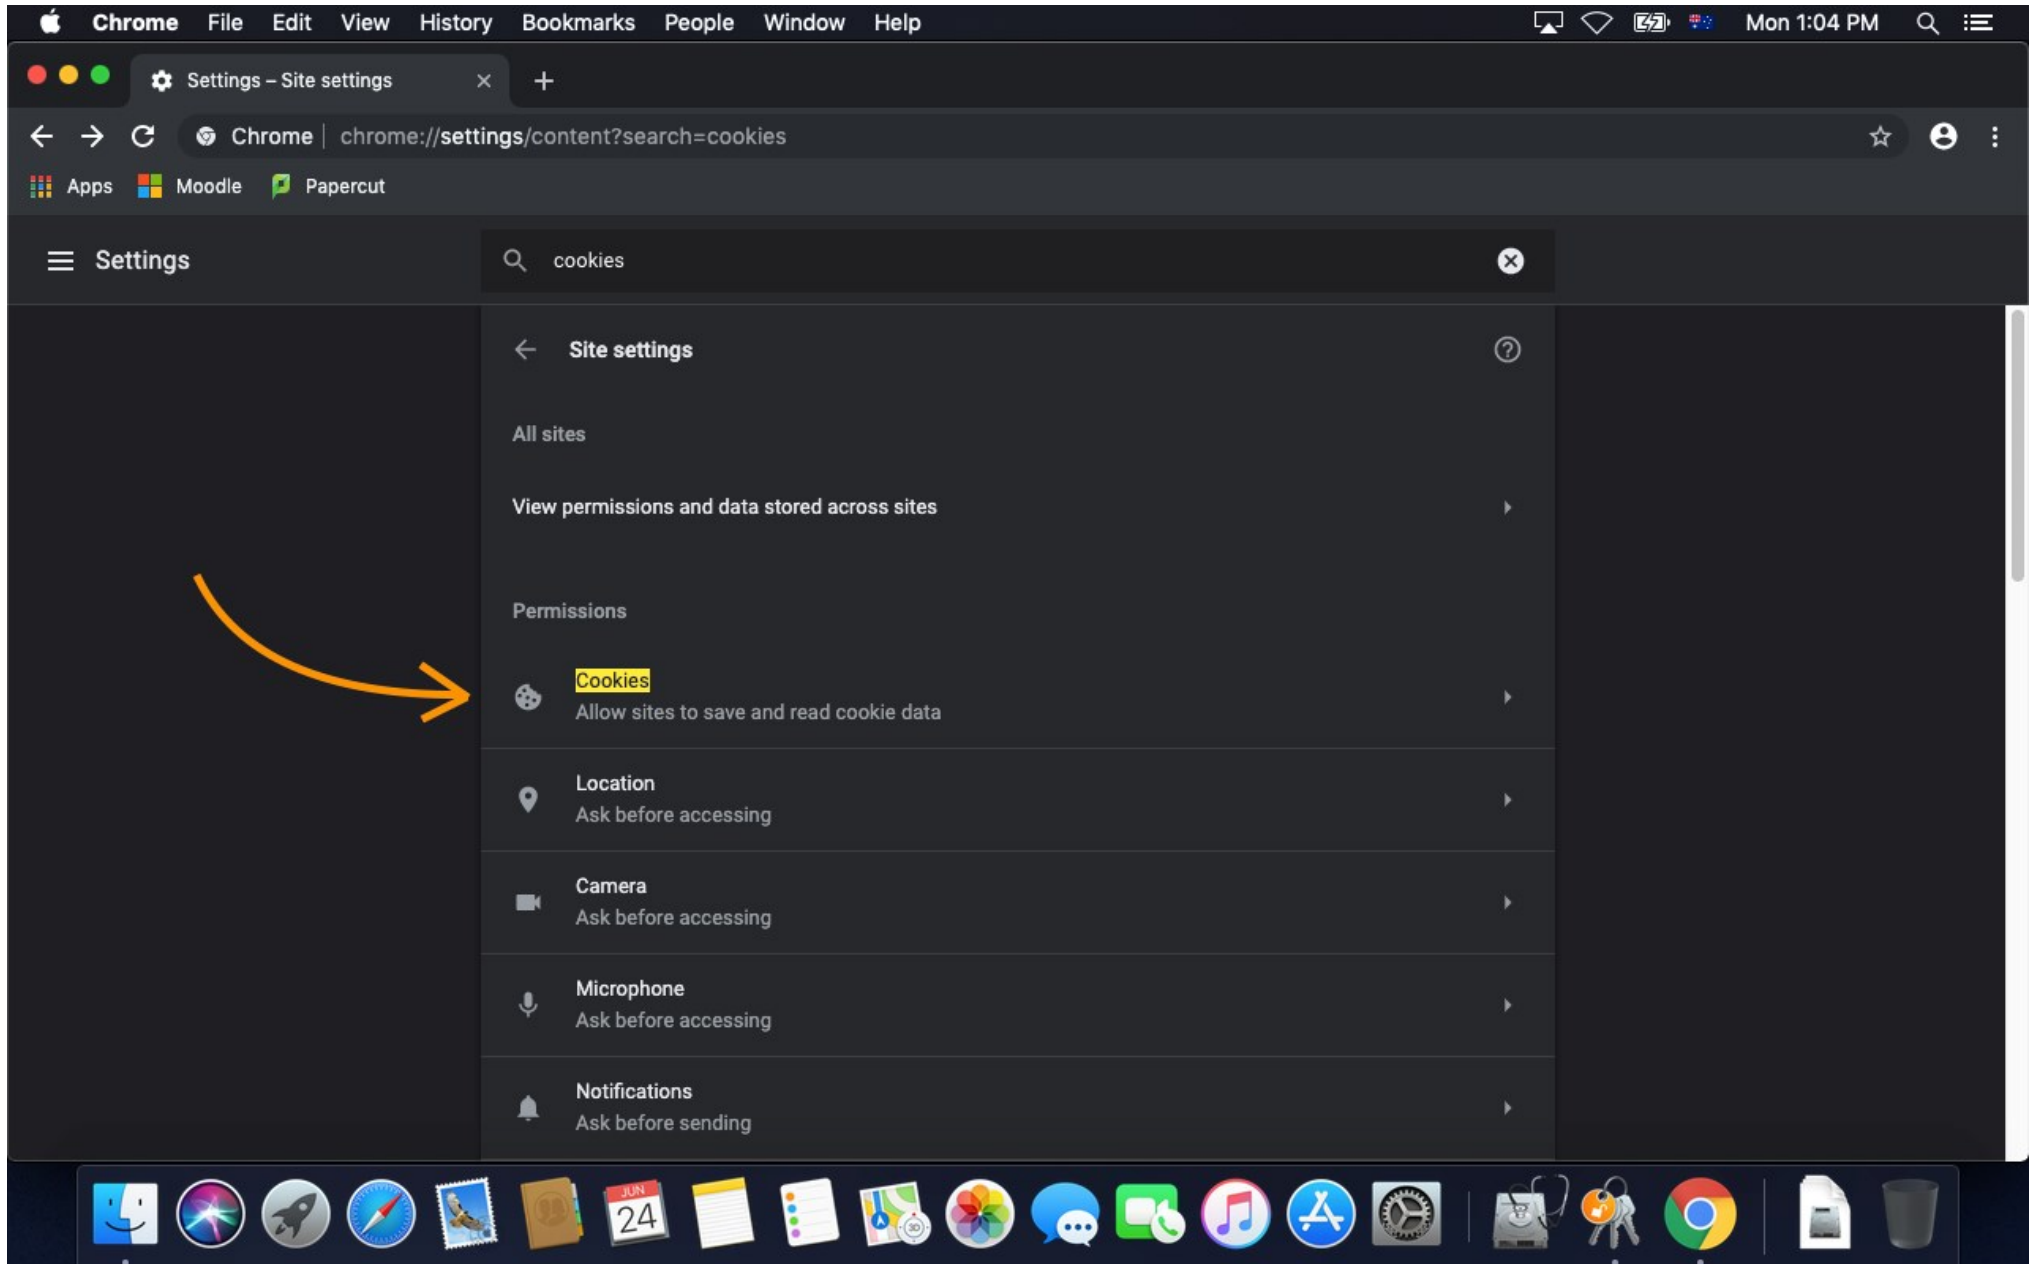 Chrome File Edit View History Bookmarks People Window Help Mon 1:04 PM
Settings – Site settings
Chrome | chrome://settings/content?search=cookies
Apps Moodle Papercut
Settings cookies
Site settings
All sites
View permissions and data stored across sites
Permissions
Cookies
Allow sites to save and read cookie data
Location
Ask before accessing
Camera
Ask before accessing
Microphone
Ask before accessing
Notifications
Ask before sending
JUN
24
3D